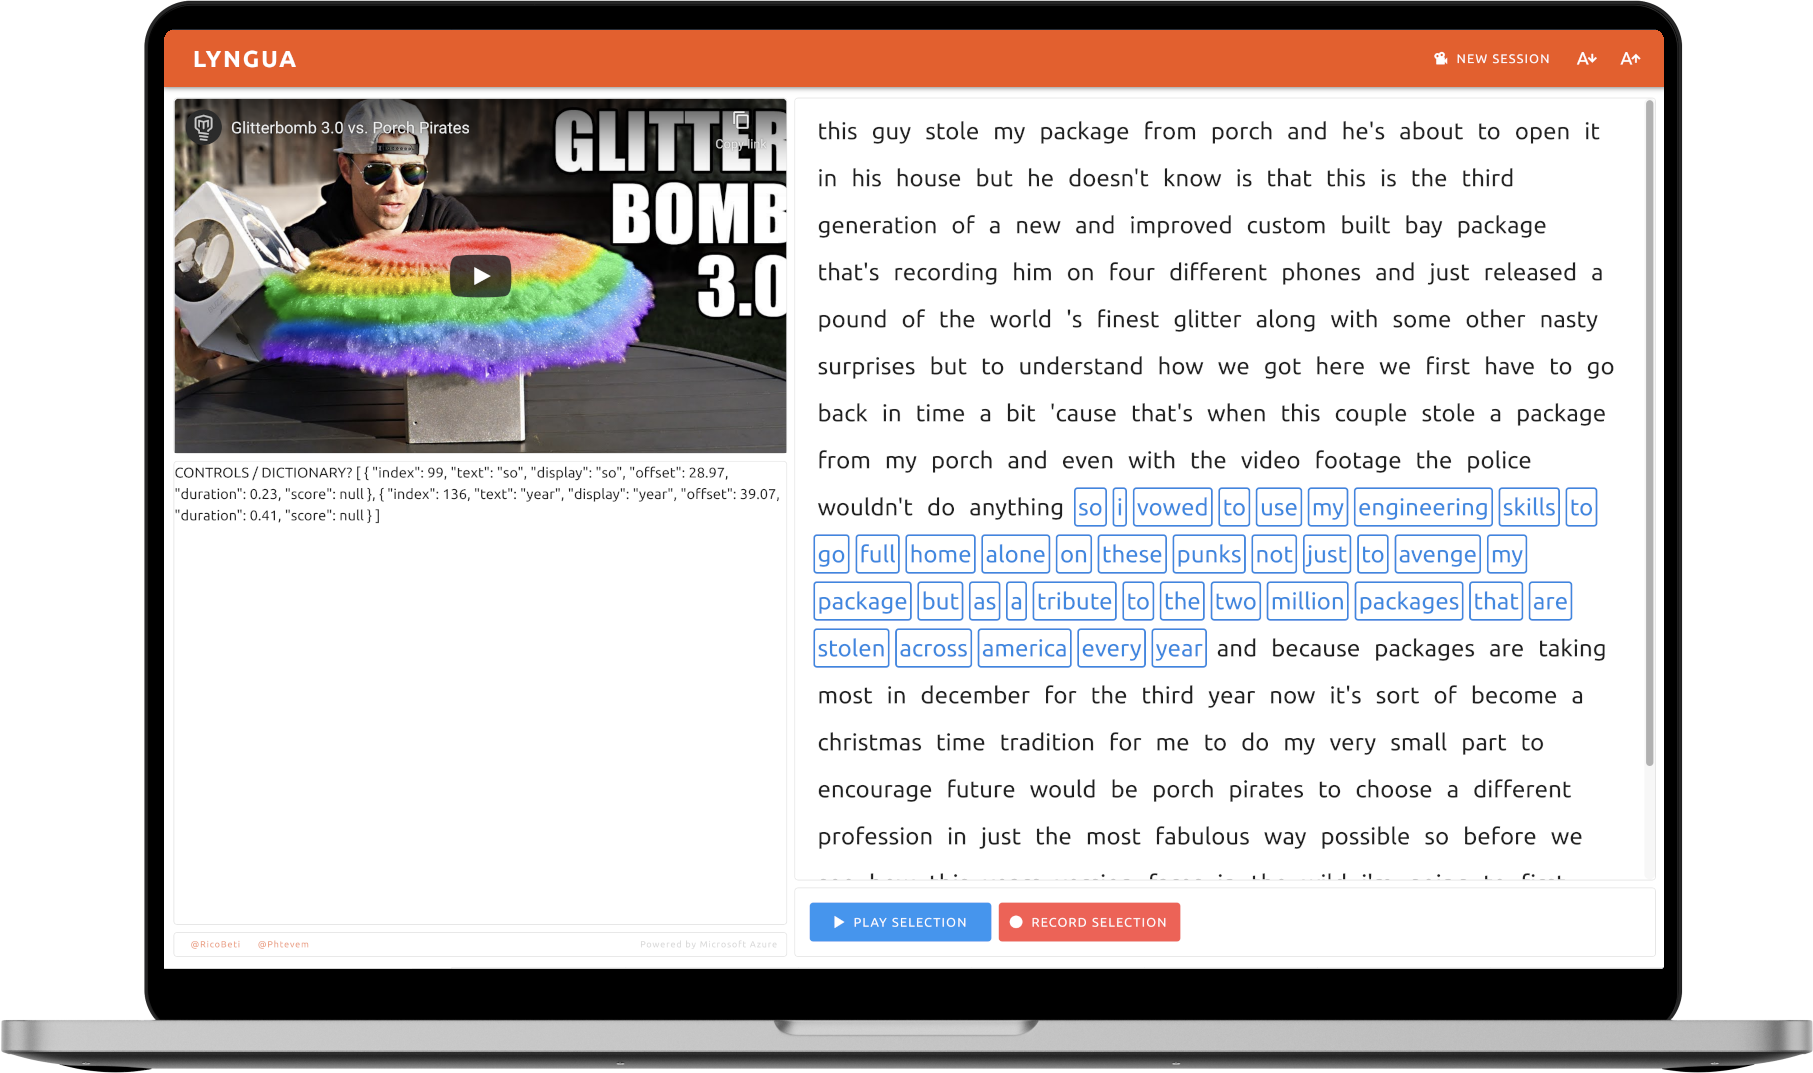 LYNGUA
NEW SESSION
A
A
Glitterbomb 3.0 vs. Porch Pirates
Copy link
GLITTER
BOMB
3.0
CONTROLS / DICTIONARY? [ { "index": 99, "text": "so", "display": "so", "offset": 28.97,
"duration": 0.23, "score": null }, { "index": 136, "text": "year", "display": "year", "offset": 39.07,
"duration": 0.41, "score": null } ]
@RicoBeti @Phtevem
Powered by Microsoft Azure
this guy stole my package from porch and he's about to open it
in his house but he doesn't know is that this is the third
generation of a new and improved custom built bay package
that's recording him on four different phones and just released a
pound of the world 's finest glitter along with some other nasty
surprises but to understand how we got here we first have to go
back in time a bit 'cause that's when this couple stole a package
from my porch and even with the video footage the police
wouldn't do anything so i vowed to use my engineering skills to
go full home alone on these punks not just to avenge my
package but as a tribute to the two million packages that are
stolen across america every year and because packages are taking
most in december for the third year now it's sort of become a
christmas time tradition for me to do my very small part to
encourage future would be porch pirates to choose a different
profession in just the most fabulous way possible so before we
PLAY SELECTION
RECORD SELECTION